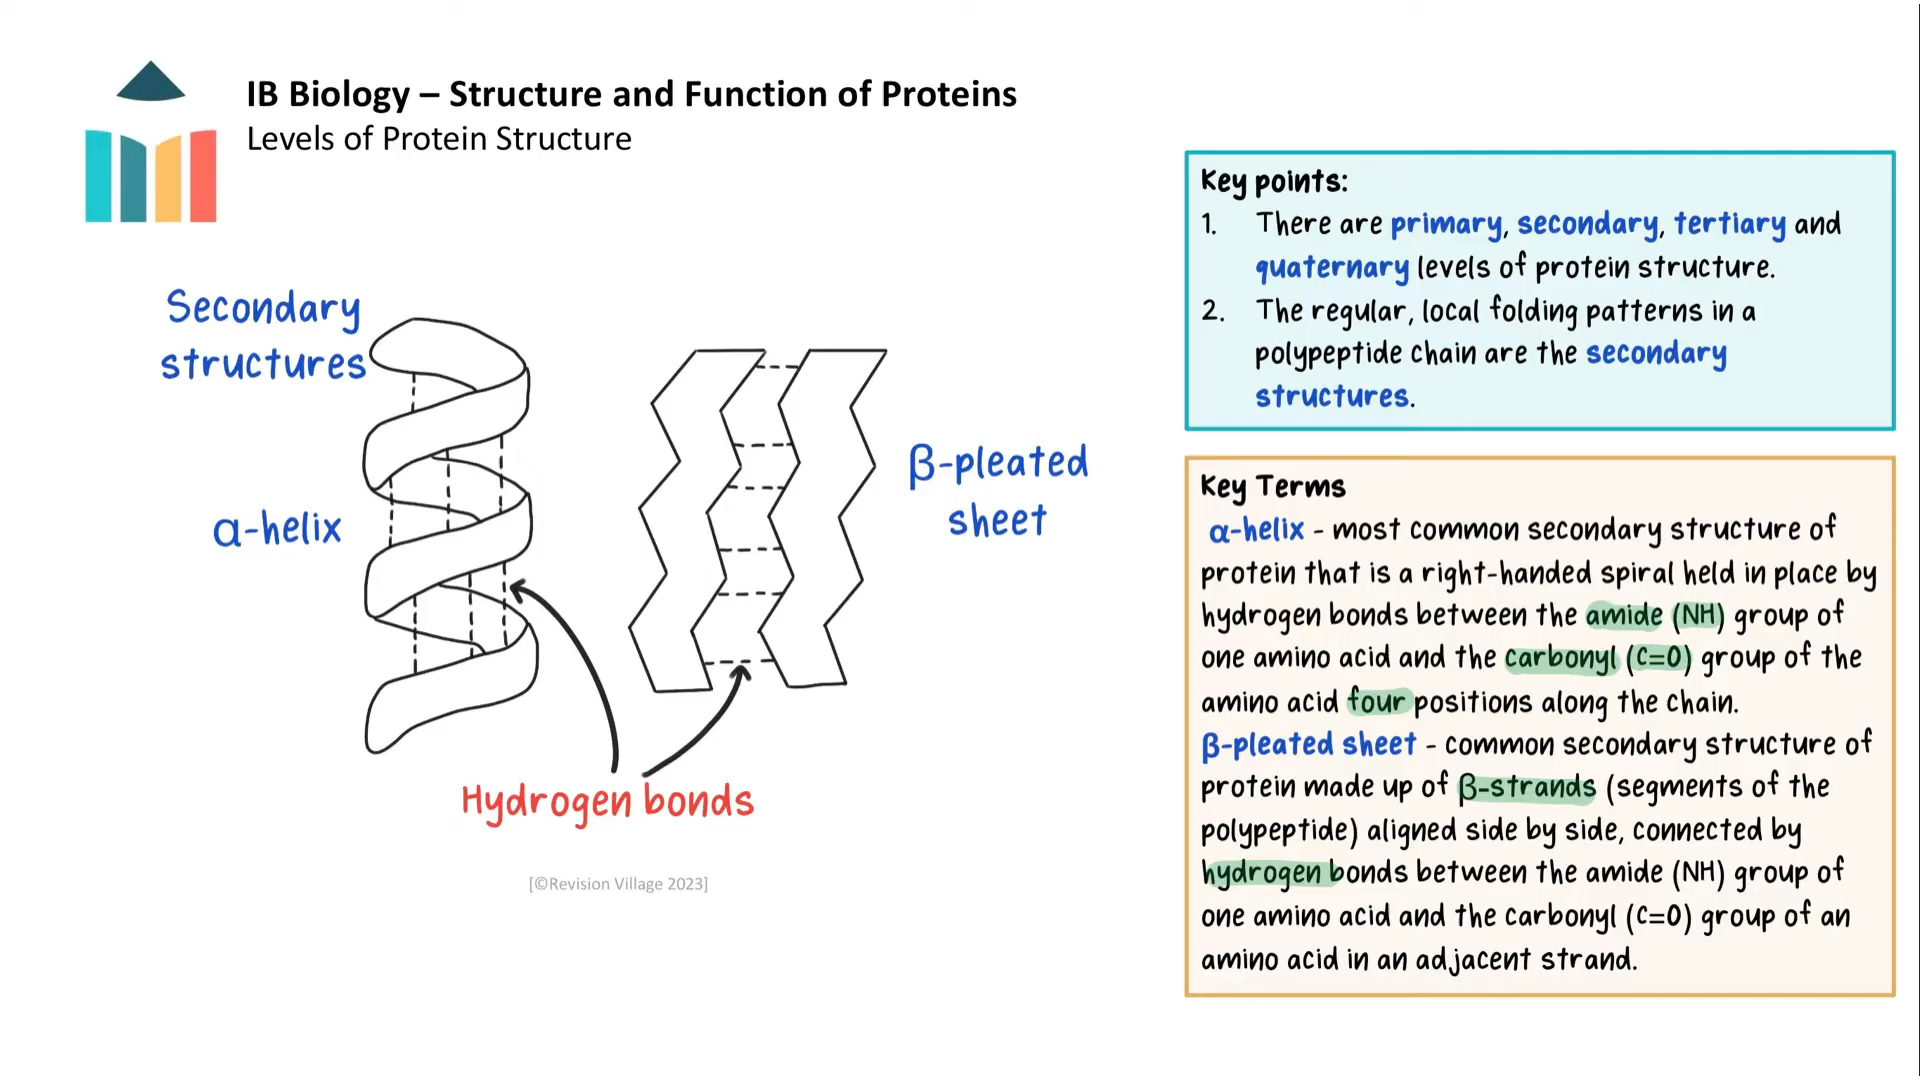 IB Biology – Structure and Function of Proteins
Levels of Protein Structure
Secondary
structures
α-helix
β-pleated
sheet
Hydrogen bonds
[©Revision Village 2023]
Key points:
1. There are primary, secondary, tertiary and
quaternary levels of protein structure.
2. The regular, local folding patterns in a
polypeptide chain are the secondary
structures.
Key Terms
α-helix - most common secondary structure of
protein that is a right-handed spiral held in place by
hydrogen bonds between the amide (NH) group of
one amino acid and the carbonyl (C=O) group of the
amino acid four positions along the chain.
β-pleated sheet - common secondary structure of
protein made up of β-strands (segments of the
polypeptide) aligned side by side, connected by
hydrogen bonds between the amide (NH) group of
one amino acid and the carbonyl (C=O) group of an
amino acid in an adjacent strand.